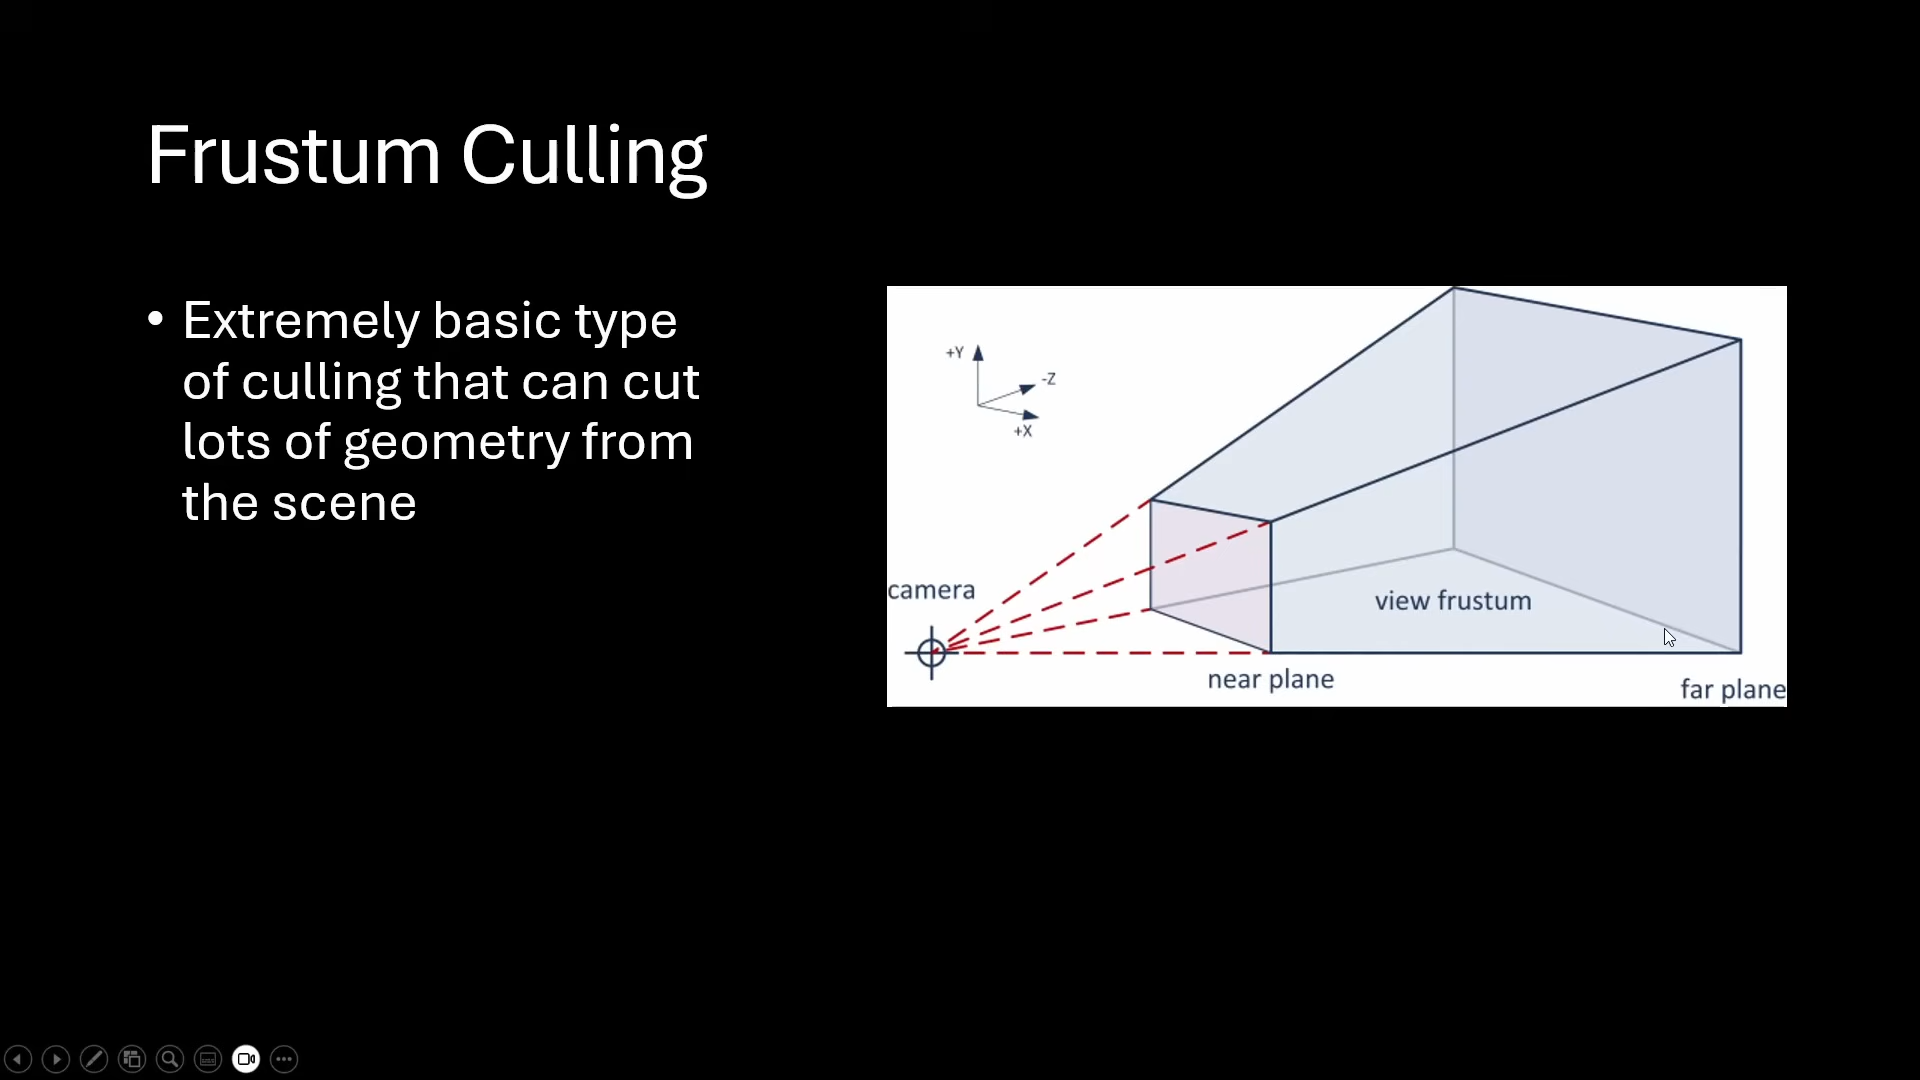 Frustum Culling
• Extremely basic type
of culling that can cut
lots of geometry from
the scene
+Y
-Z
+X
camera
view frustum
near plane
far plane